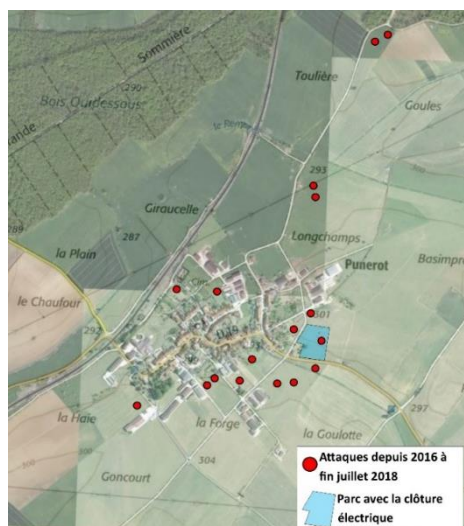 Sommière
290
Bois Ourdessous
Toulière
Goules
293
Giraucelle
287
la Plain
Longchamps
Punerot
le Chaufour
292
301
297
la Haie
la Forge
la Goulotte
304
300
Goncourt
Attaques depuis 2016 à
fin juillet 2018
Parc avec la clôture
électrique